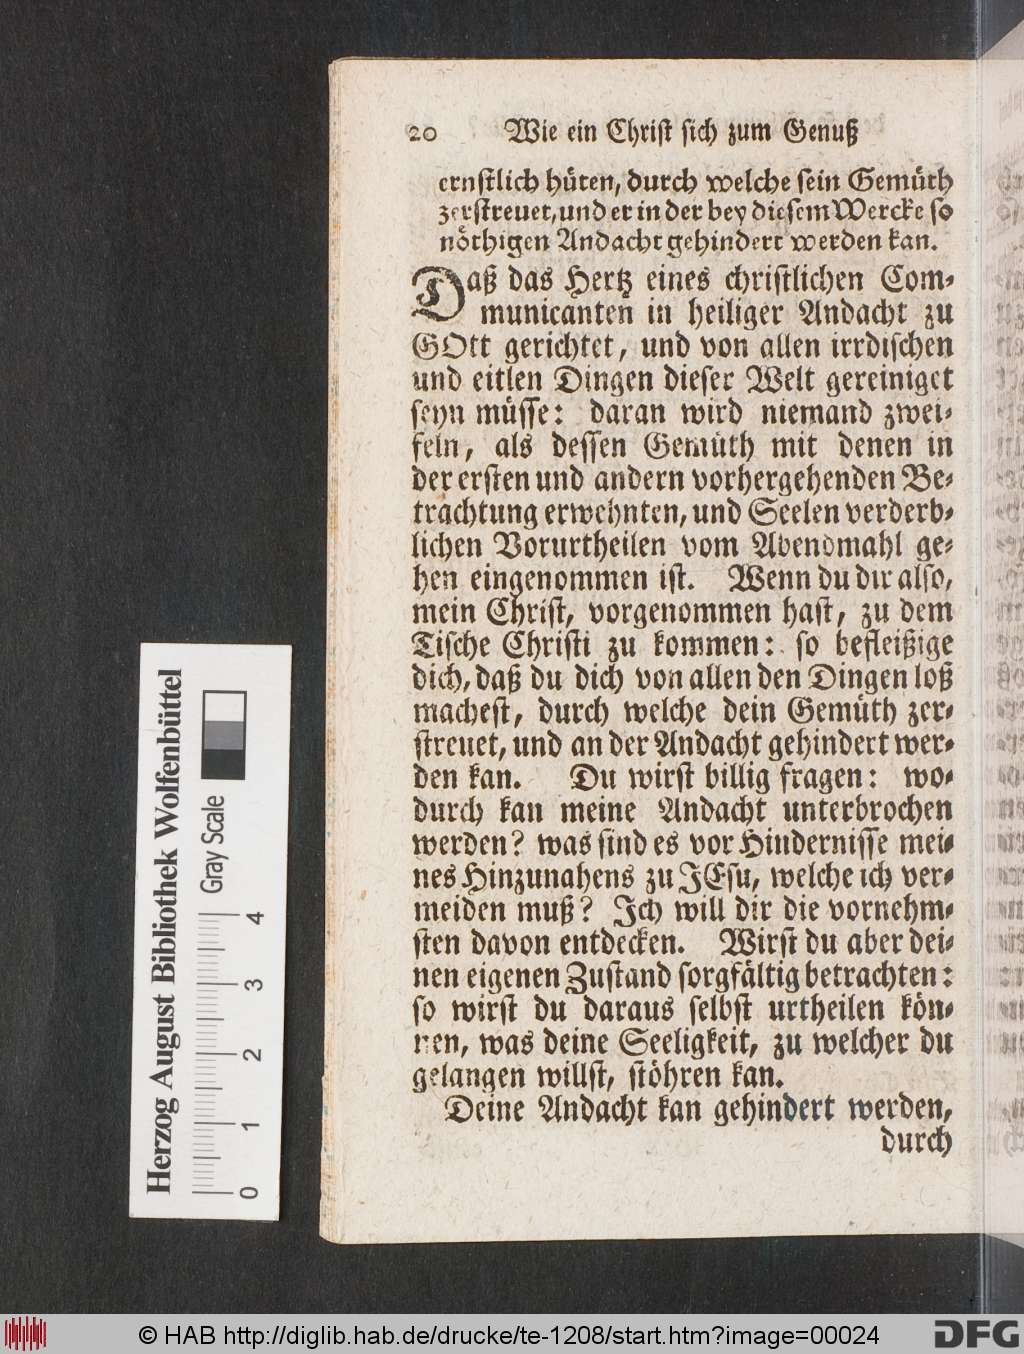 20 Wie ein Christ sich zum Genuß
ernstlich hüten, durch welche sein Gemüth
zerstreuet, und er in der bey diesem Wercke so
nöthigen Andacht gehindert werden kan.
Daß das Hertz eines christlichen Com-
municanten in heiliger Andacht zu
GOtt gerichtet, und von allen irrdischen
und eitlen Dingen dieser Welt gereiniget
seyn müsse: daran wird niemand zwei-
feln, als dessen Gemüth mit denen in
der ersten und andern vorhergehenden Be-
trachtung erwehnten, und Seelen verderb-
lichen Vorurtheilen vom Abendmahl ge-
hen eingenommen ist. Wenn du dir also,
mein Christ, vorgenommen hast, zu dem
Tische Christi zu kommen: so befleißige
dich, daß du dich von allen den Dingen loß
machest, durch welche dein Gemüth zer-
streuet, und an der Andacht gehindert wer-
den kan. Du wirst billig fragen: wo-
durch kan meine Andacht unterbrochen
werden? was sind es vor Hindernisse mei-
nes Hinzunahens zu JEsu, welche ich ver-
meiden muß? Jch will dir die vornehm-
sten davon entdecken. Wirst du aber dei-
nen eigenen Zustand sorgfältig betrachten:
so wirst du daraus selbst urtheilen kön-
nen, was deine Seeligkeit, zu welcher du
gelangen willst, stöhren kan.
Deine Andacht kan gehindert werden,
durch
Herzog August Bibliothek Wolfenbüttel
Gray Scale
0 1 2 3 4
© HAB http://diglib.hab.de/drucke/te-1208/start.htm?image=00024
DFG